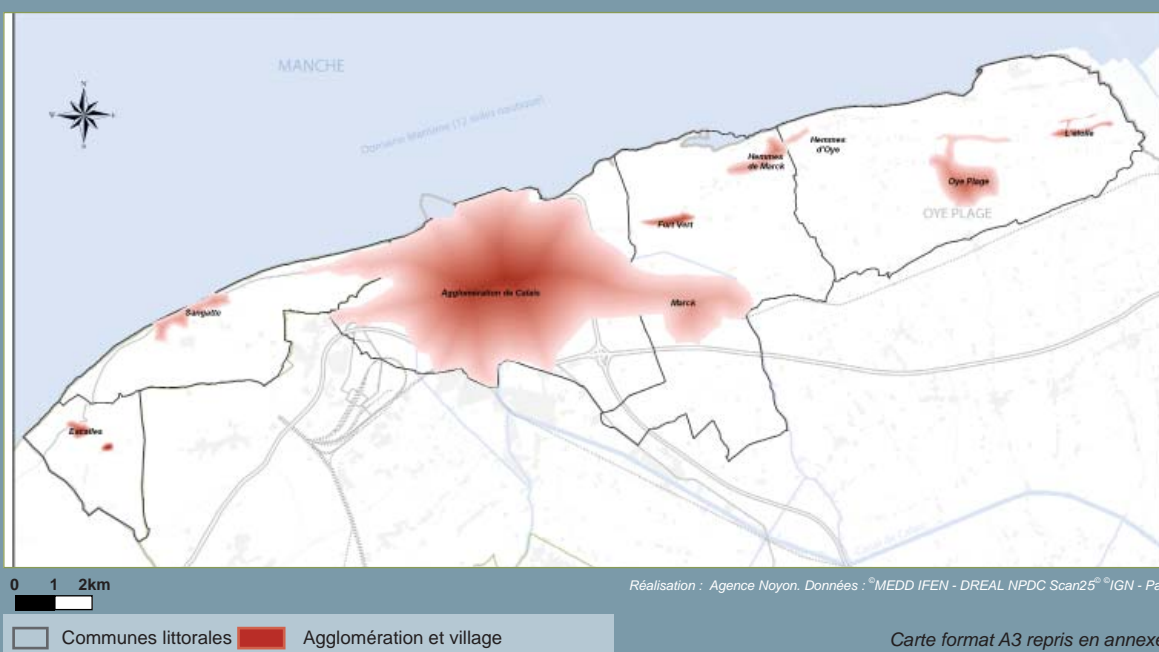 MANCHE
N
Domaine Maritime (12 miles nautique)
L'étoile
Hemmes
d'Oye
Hemmes
de Marck
Oye Plage
OYE PLAGE
Fort Vert
Agglomération de Calais
Marck
Sangatte
Escalles
0 1 2km
Réalisation : Agence Noyon. Données : ©MEDD IFEN - DREAL NPDC Scan25© ©IGN - Pa
Communes littorales Agglomération et village
Carte format A3 repris en annexe